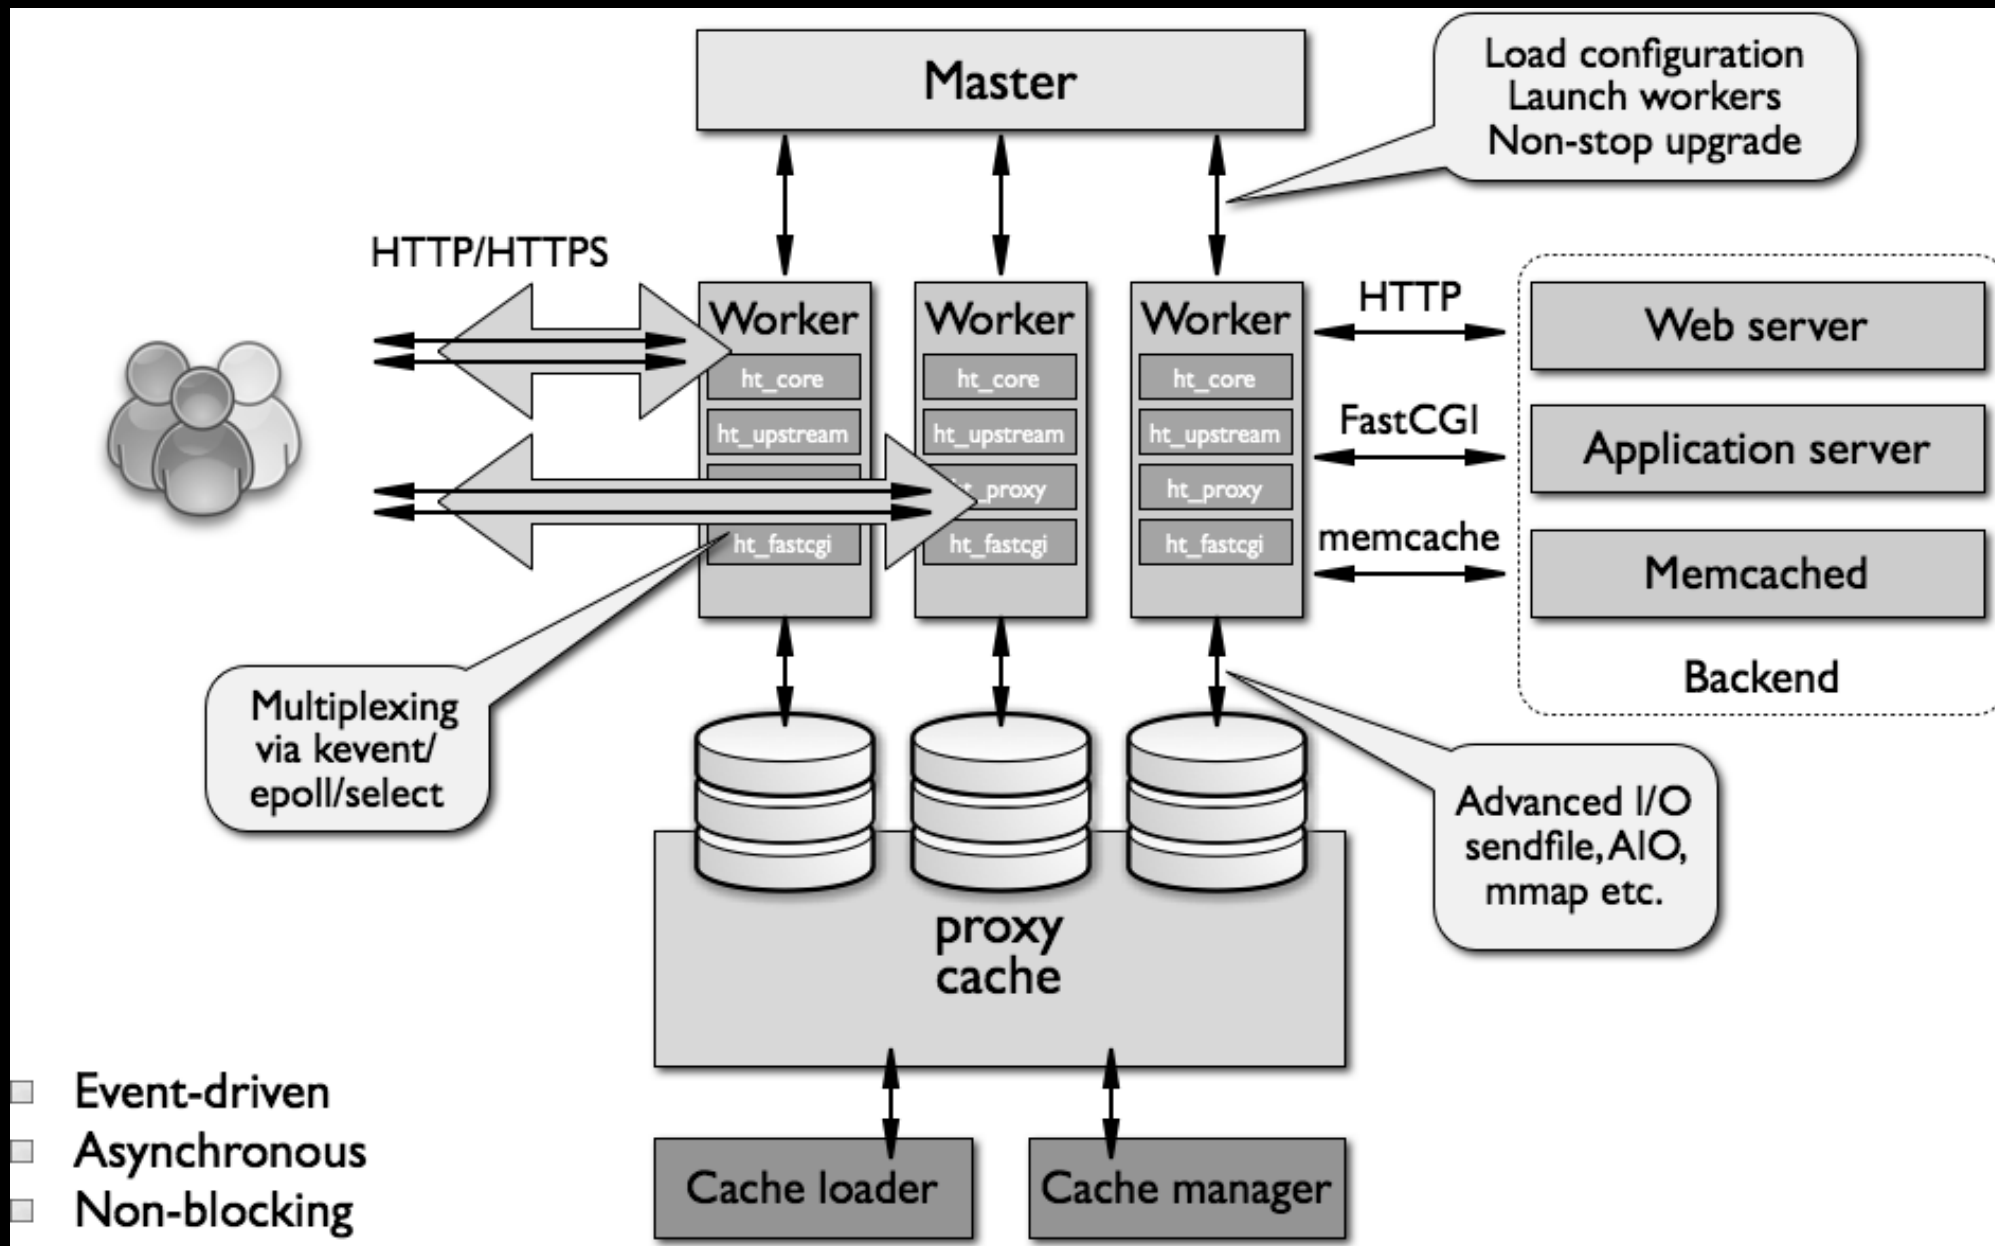 Master
Load configuration
Launch workers
Non-stop upgrade
HTTP/HTTPS
Worker
ht_core
ht_upstream
ht_fastcgi
Worker
ht_core
ht_upstream
ht_proxy
ht_fastcgi
Worker
ht_core
ht_upstream
ht_proxy
ht_fastcgi
HTTP
FastCGI
memcache
Web server
Application server
Memcached
Backend
Multiplexing
via kevent/
epoll/select
Advanced I/O
sendfile, AIO,
mmap etc.
proxy
cache
Cache loader
Cache manager
Event-driven
Asynchronous
Non-blocking